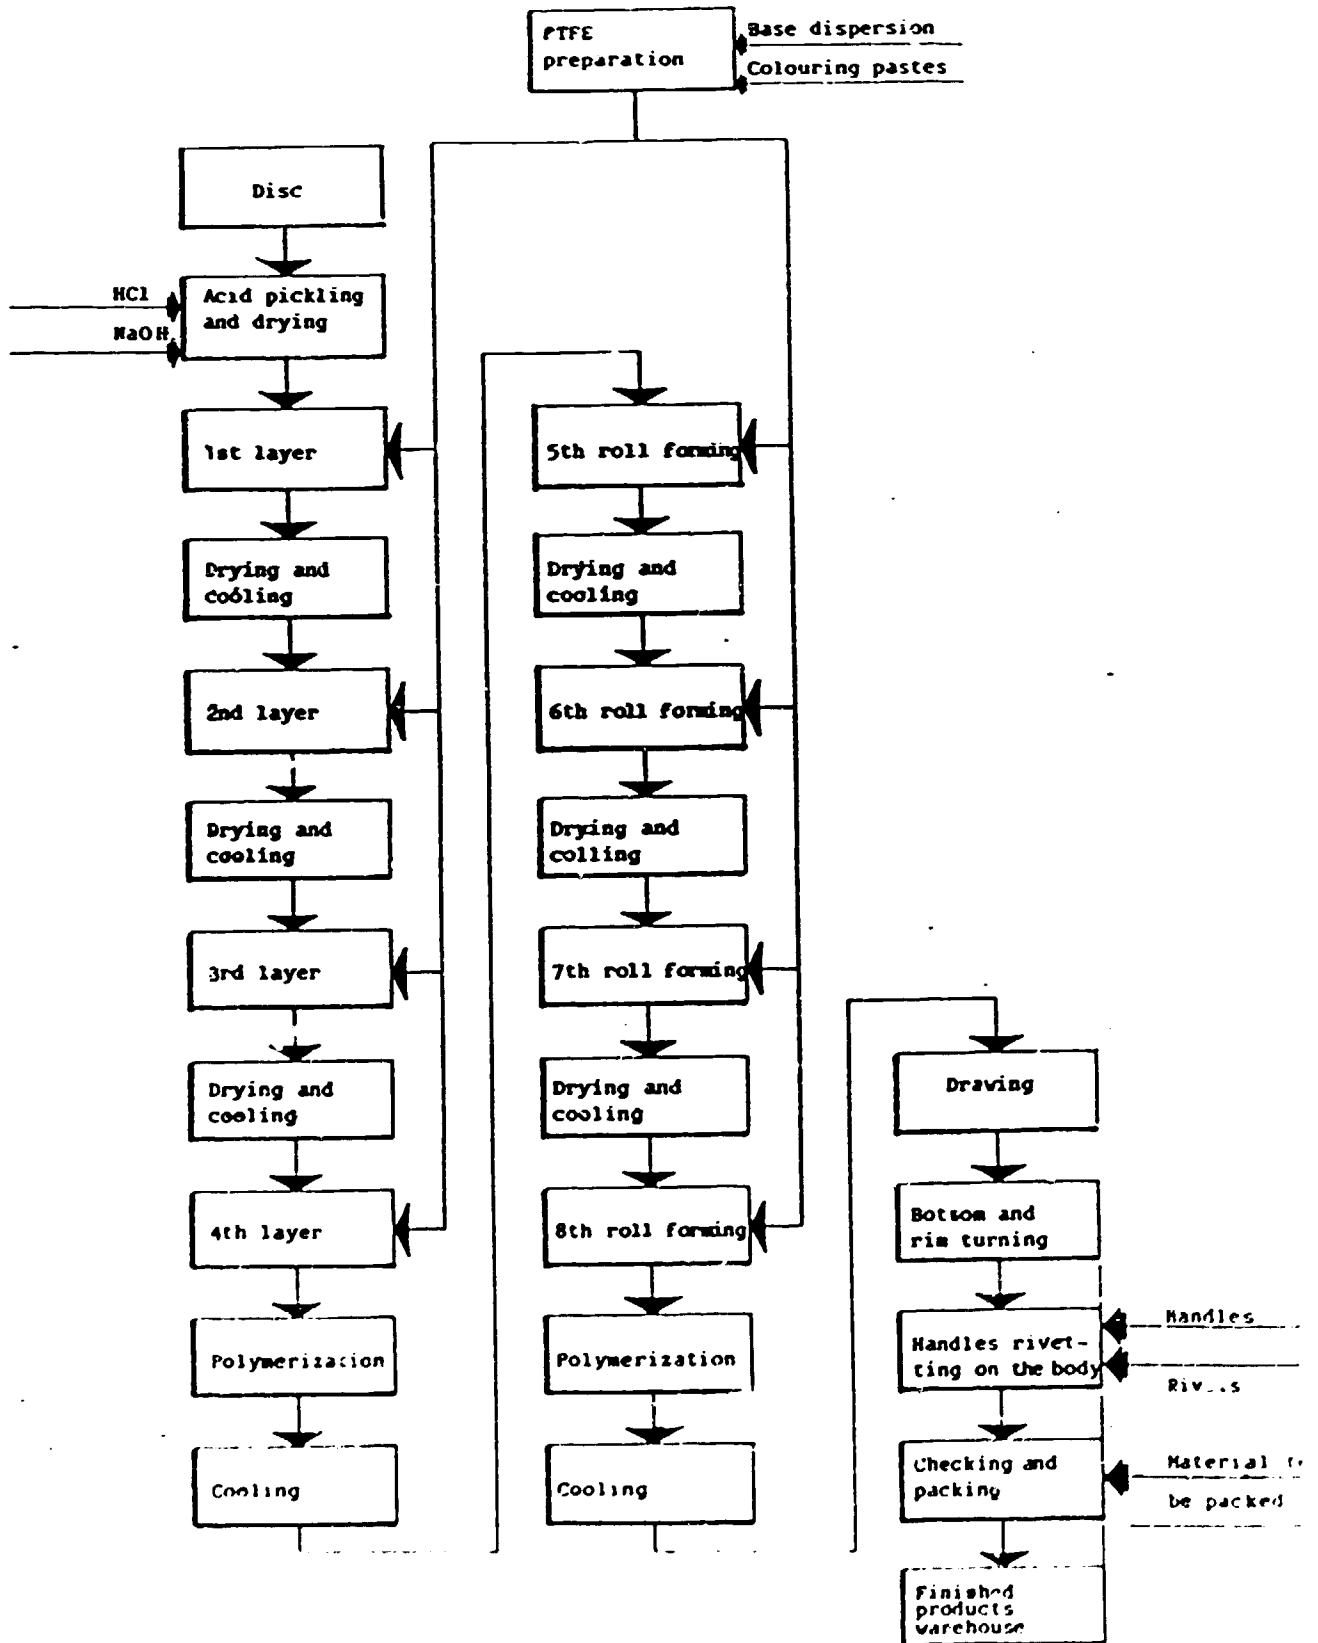 PTFE
preparation
Base dispersion
Colouring pastes
Disc
HCl
NaOH
Acid pickling
and drying
1st layer
Drying and
cooling
2nd layer
Drying and
cooling
3rd layer
Drying and
cooling
4th layer
Polymerization
Cooling
5th roll forming
Drying and
cooling
6th roll forming
Drying and
colling
7th roll forming
Drying and
cooling
8th roll forming
Polymerization
Cooling
Drawing
Bottom and
rim turning
Handles rivet-
ting on the body
Handles
Checking and
packing
Material
be packed
Finished
products
warehouse